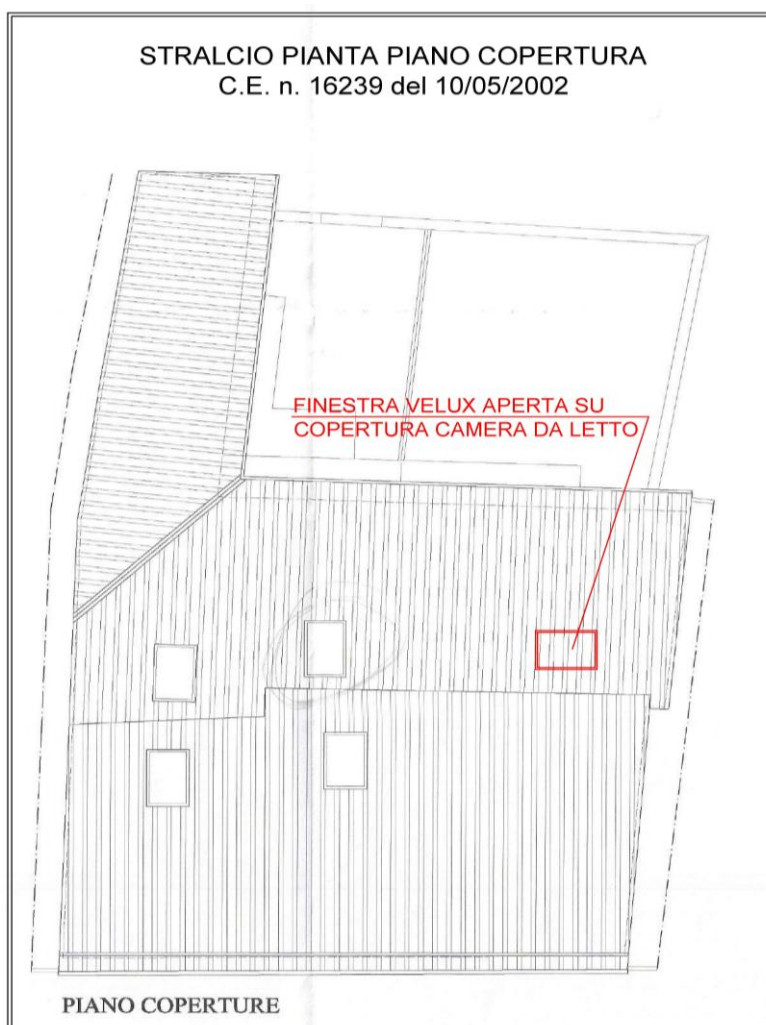 STRALCIO PIANTA PIANO COPERTURA
C.E. n. 16239 del 10/05/2002
FINESTRA VELUX APERTA SU
COPERTURA CAMERA DA LETTO
PIANO COPERTURE